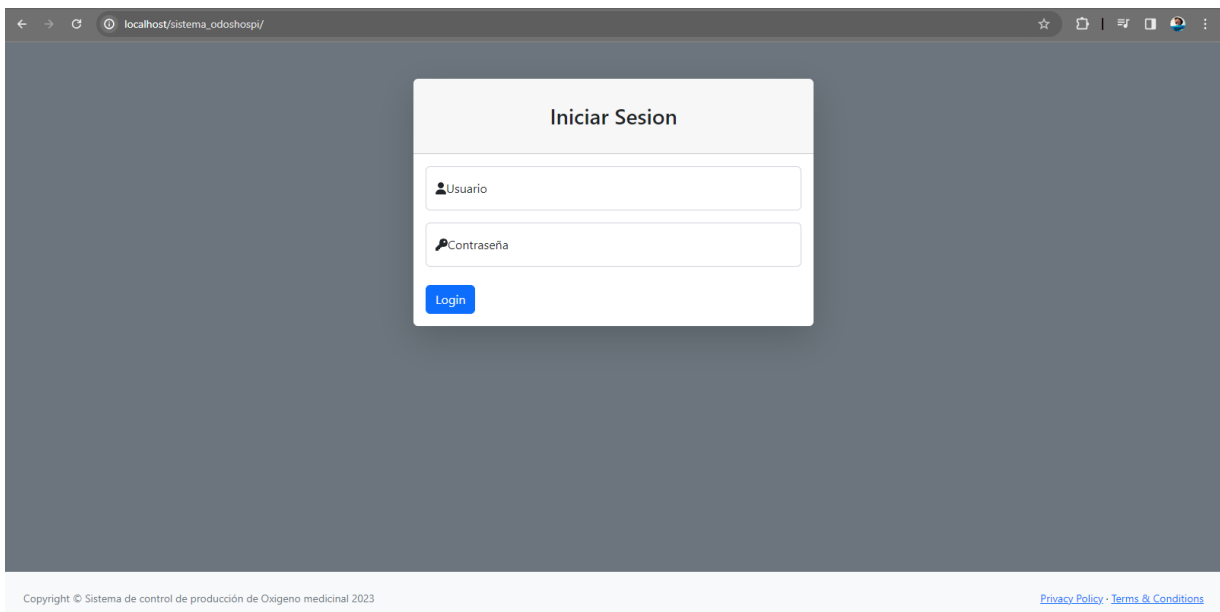 localhost/sistema_odoshospi/
Iniciar Sesion
Usuario
Contraseña
Login
Copyright © Sistema de control de producción de Oxigeno medicinal 2023
Privacy Policy · Terms & Conditions